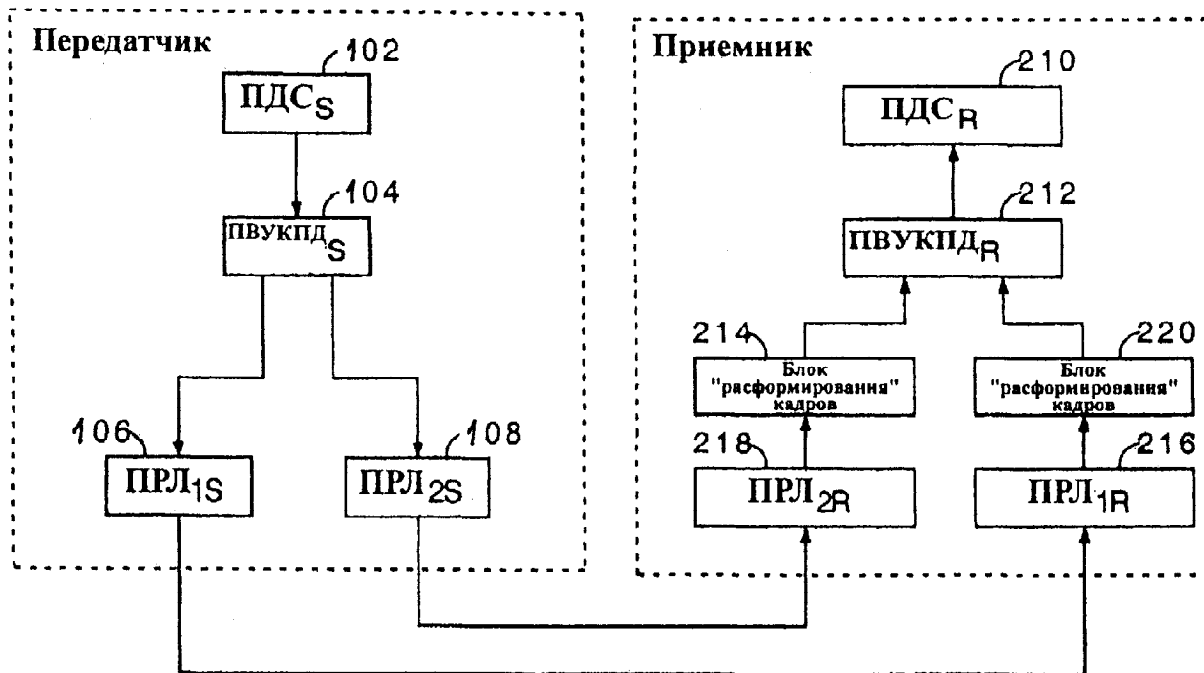 Передатчик
102
ПДСS
104
ПВУКПДS
106
ПРЛ1S
108
ПРЛ2S
Приемник
210
ПДСR
212
ПВУКПДR
214
Блок
"расформирования"
кадров
220
Блок
"расформирования"
кадров
218
ПРЛ2R
216
ПРЛ1R